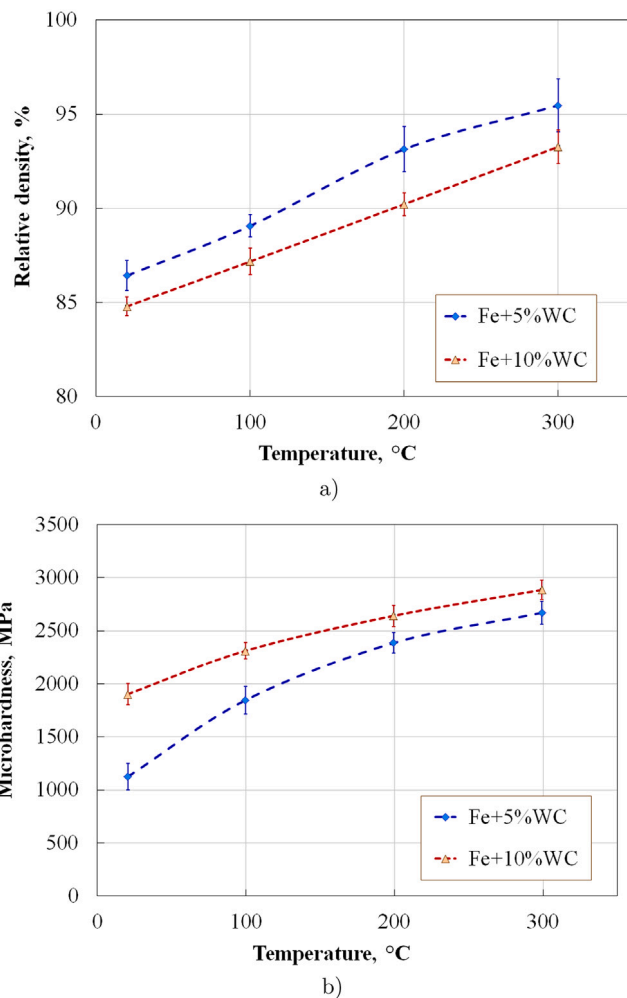 100
95
90
85
80
Relative density, %
Fe+5%WC
Fe+10%WC
0
100
200
300
Temperature, °C
a)
3500
3000
2500
2000
1500
1000
500
0
Microhardness, MPa
Fe+5%WC
Fe+10%WC
0
100
200
300
Temperature, °C
b)